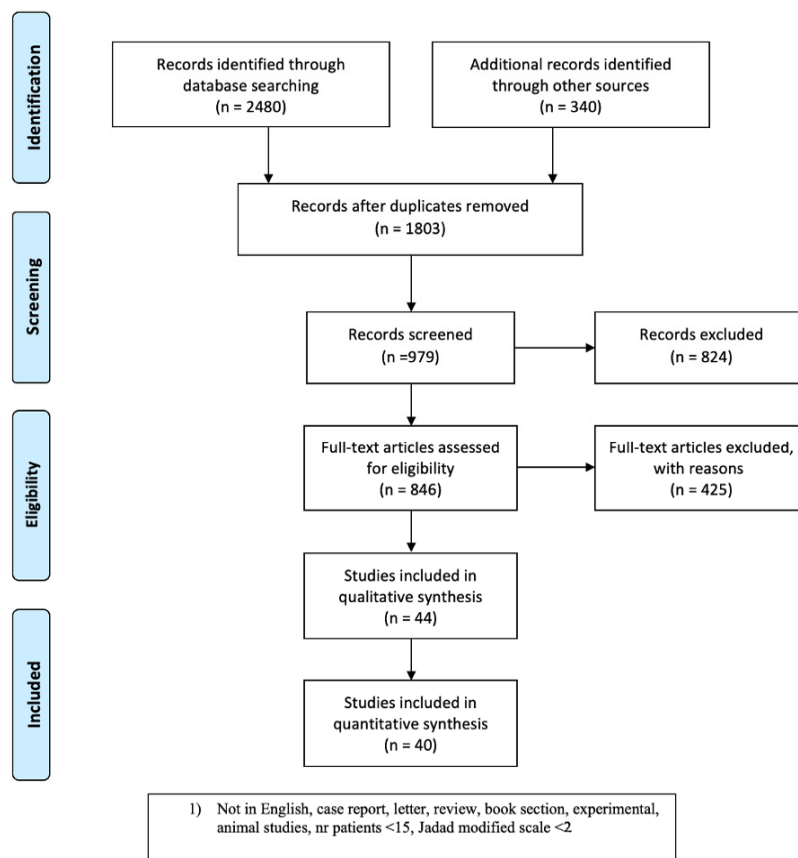 Identification
Records identified through
database searching
(n = 2480)
Additional records identified
through other sources
(n = 340)
Records after duplicates removed
(n = 1803)
Screening
Records screened
(n =979)
Records excluded
(n = 824)
Eligibility
Full-text articles assessed
for eligibility
(n = 846)
Full-text articles excluded,
with reasons
(n = 425)
Studies included in
qualitative synthesis
(n = 44)
Included
Studies included in
quantitative synthesis
(n = 40)
1) Not in English, case report, letter, review, book section, experimental,
animal studies, nr patients <15, Jadad modified scale <2